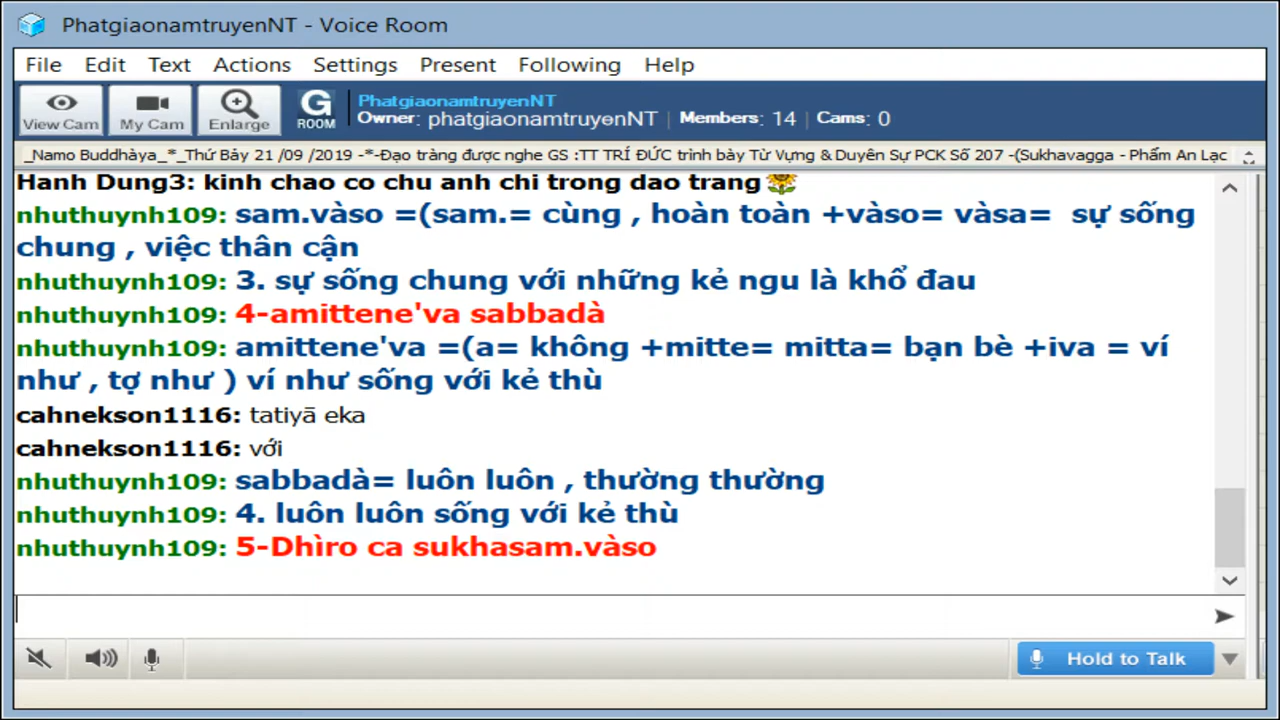 PhatgiaonamtruyenNT - Voice Room
File Edit Text Actions Settings Present Following Help
View Cam My Cam Enlarge G ROOM
PhatgiaonamtruyenNT
Owner: phatgiaonamtruyenNT Members: 14 Cams: 0
_Namo Buddhàya_*_Thứ Bảy 21 /09 /2019 -*-Đạo tràng được nghe GS :TT TRÍ ĐỨC trình bày Từ Vựng & Duyên Sự PCK Số 207 -(Sukhavagga - Phẩm An Lạc
Hanh Dung3: kinh chao co chu anh chi trong dao trang
nhuthuynh109: sam.vàso =(sam.= cùng , hoàn toàn +vàso= vàsa= sự sống
chung , việc thân cận
nhuthuynh109: 3. sự sống chung với những kẻ ngu là khổ đau
nhuthuynh109: 4-amittene'va sabbadà
nhuthuynh109: amittene'va =(a= không +mitte= mitta= bạn bè +iva = ví
như , tợ như ) ví như sống với kẻ thù
cahnekson1116: tatiyā eka
cahnekson1116: với
nhuthuynh109: sabbadà= luôn luôn , thường thường
nhuthuynh109: 4. luôn luôn sống với kẻ thù
nhuthuynh109: 5-Dhìro ca sukhasam.vàso
Hold to Talk